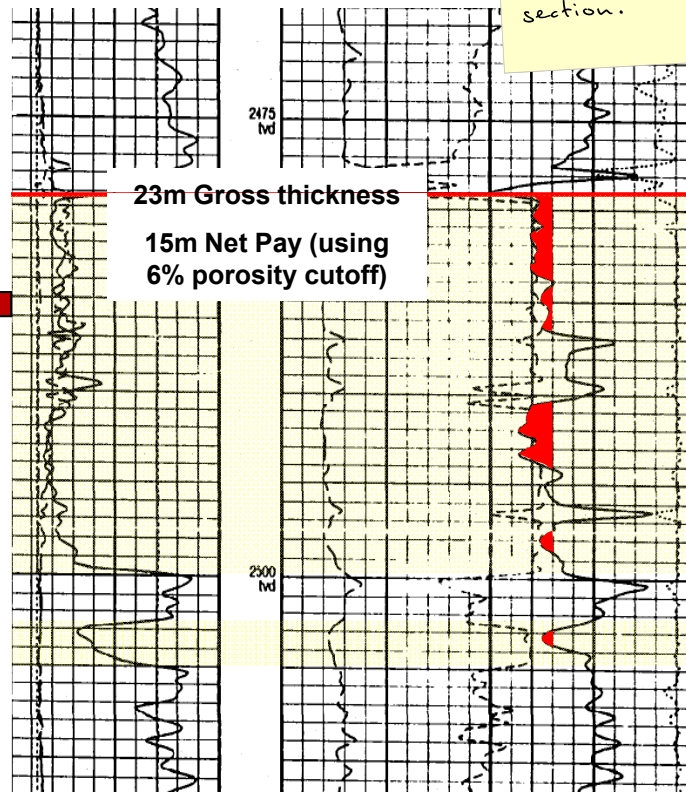 section.
2475
tvd
23m Gross thickness
15m Net Pay (using
6% porosity cutoff)
2500
tvd